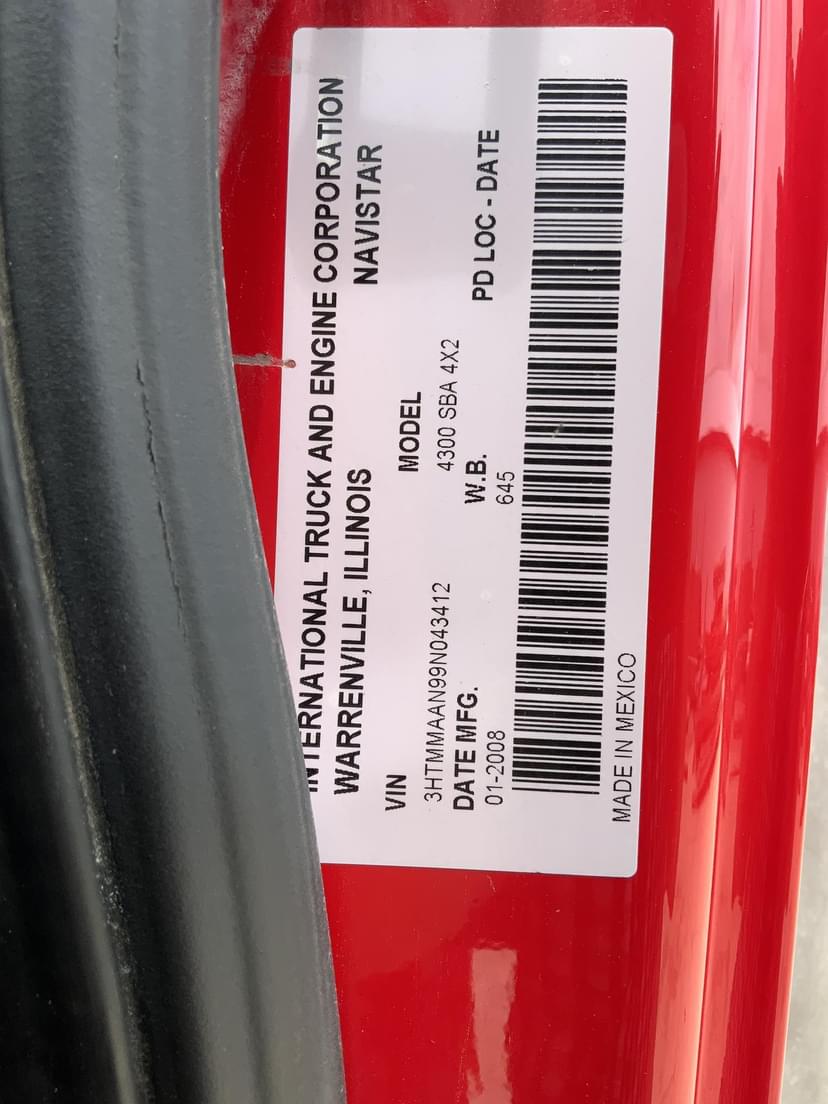 INTERNATIONAL TRUCK AND ENGINE CORPORATION
WARRENVILLE, ILLINOIS NAVISTAR
VIN MODEL
3HTMMAAN99N043412 4300 SBA 4X2
DATE MFG. W.B. PD LOC - DATE
01-2008 645
MADE IN MEXICO